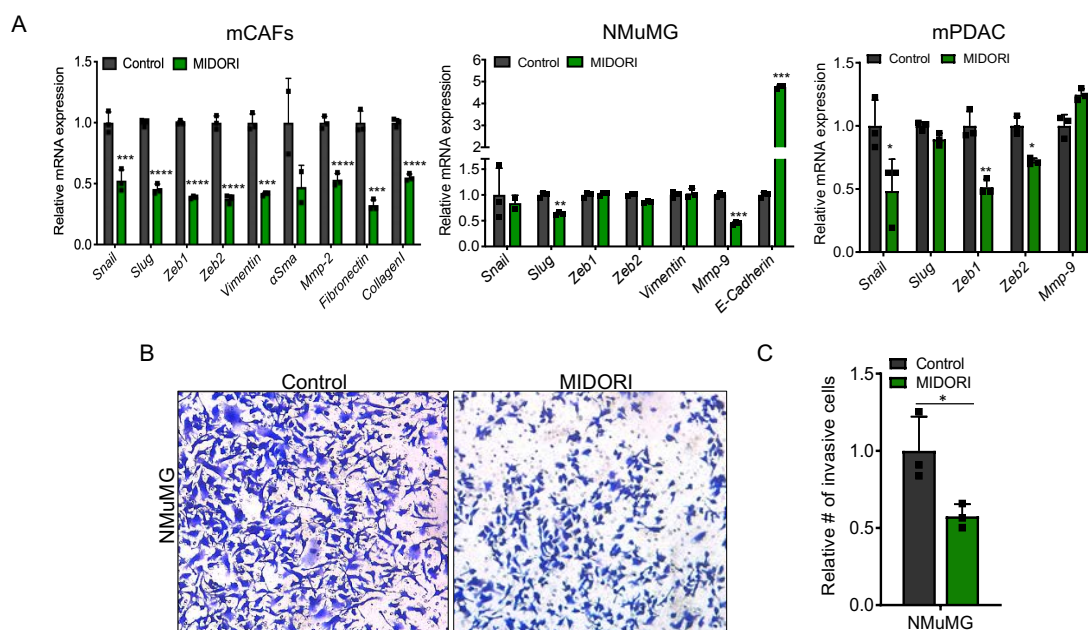 A
mCAFs
Control MIDORI
Relative mRNA expression
1.5
1.0
0.5
0.0
*** **** **** **** *** **** *** ****
Snail Slug Zeb1 Zeb2 Vimentin αSma Mmp-2 Fibronectin CollagenI
NMuMG
Control MIDORI
Relative mRNA expression
6
5
4
3
2
1.5
1.0
0.5
0.0
** *** ***
Snail Slug Zeb1 Zeb2 Vimentin Mmp-9 E-Cadherin
mPDAC
Control MIDORI
Relative mRNA expression
1.5
1.0
0.5
0.0
* ** *
Snail Slug Zeb1 Zeb2 Mmp-9
B
Control MIDORI
NMuMG
C
Control
MIDORI
Relative # of invasive cells
1.5
1.0
0.5
0.0
*
NMuMG